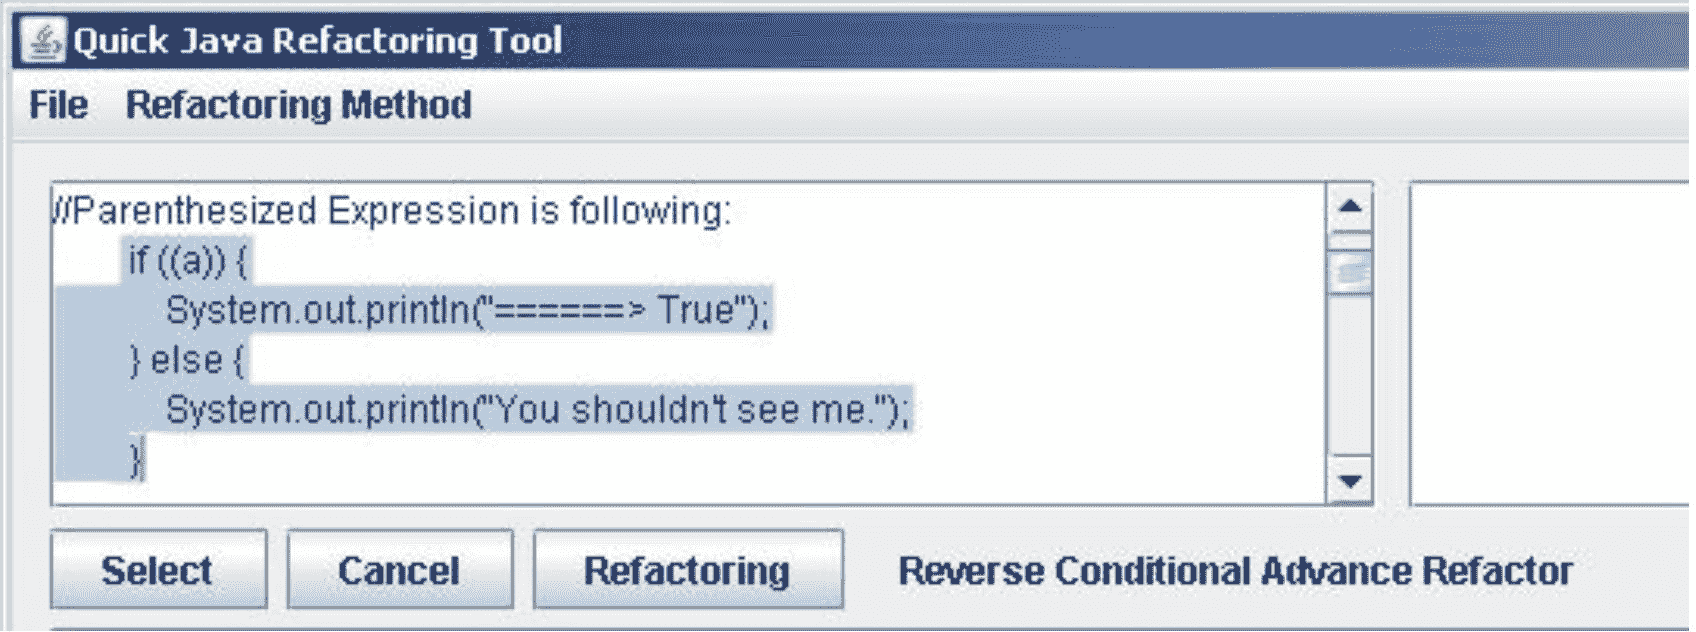 Quick Java Refactoring Tool
File Refactoring Method
//Parenthesized Expression is following:
if ((a)) {
System.out.println("======> True");
} else {
System.out.println("You shouldn't see me.");
}
Select Cancel Refactoring Reverse Conditional Advance Refactor